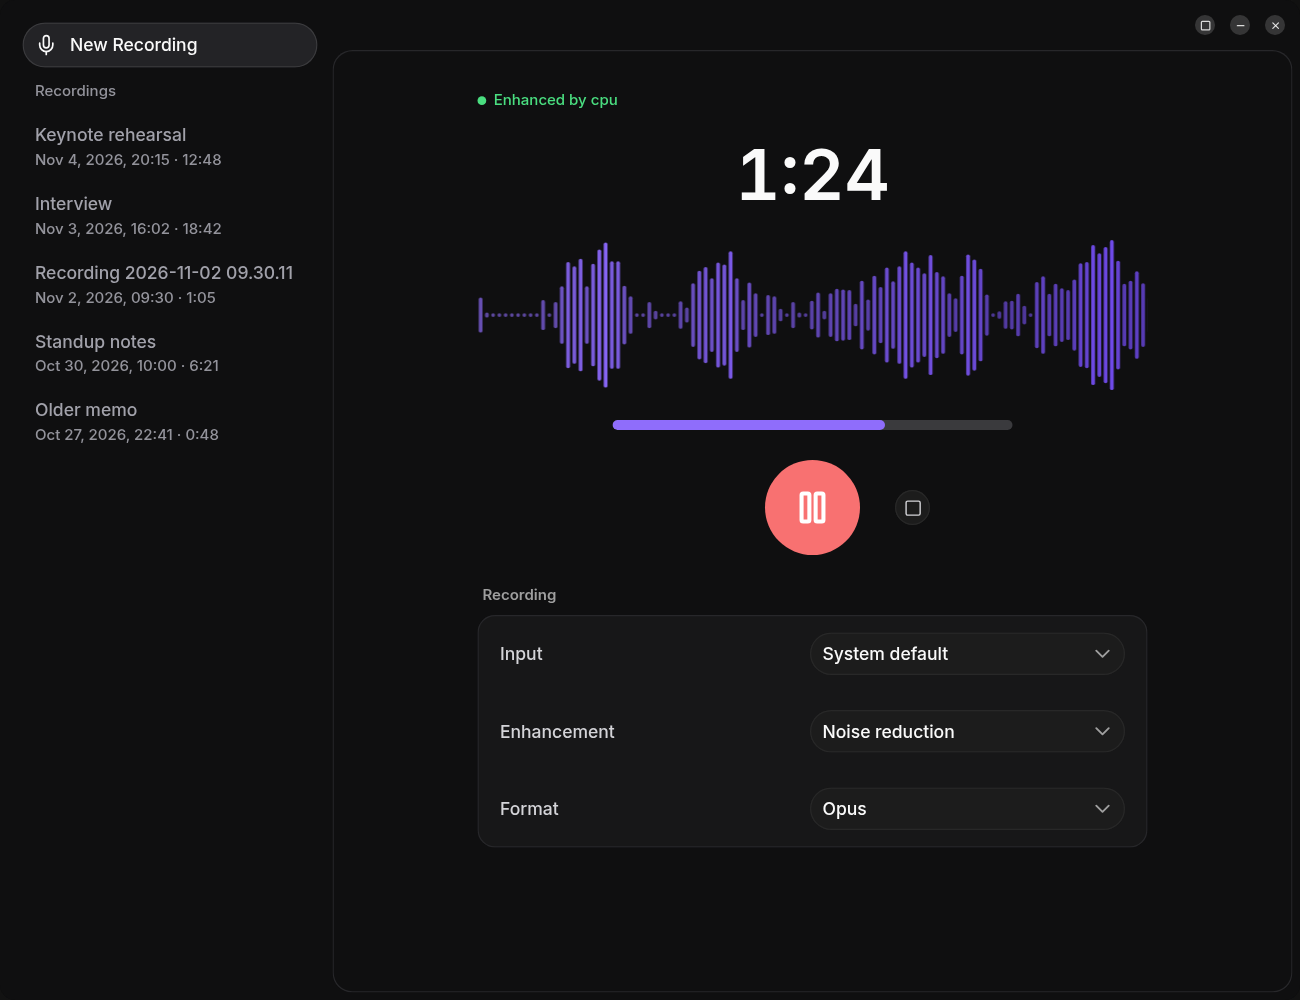 New Recording
Recordings
Keynote rehearsal
Nov 4, 2026, 20:15 · 12:48
Interview
Nov 3, 2026, 16:02 · 18:42
Recording 2026-11-02 09.30.11
Nov 2, 2026, 09:30 · 1:05
Standup notes
Oct 30, 2026, 10:00 · 6:21
Older memo
Oct 27, 2026, 22:41 · 0:48
Enhanced by cpu
1:24
Recording
Input
System default
Enhancement
Noise reduction
Format
Opus